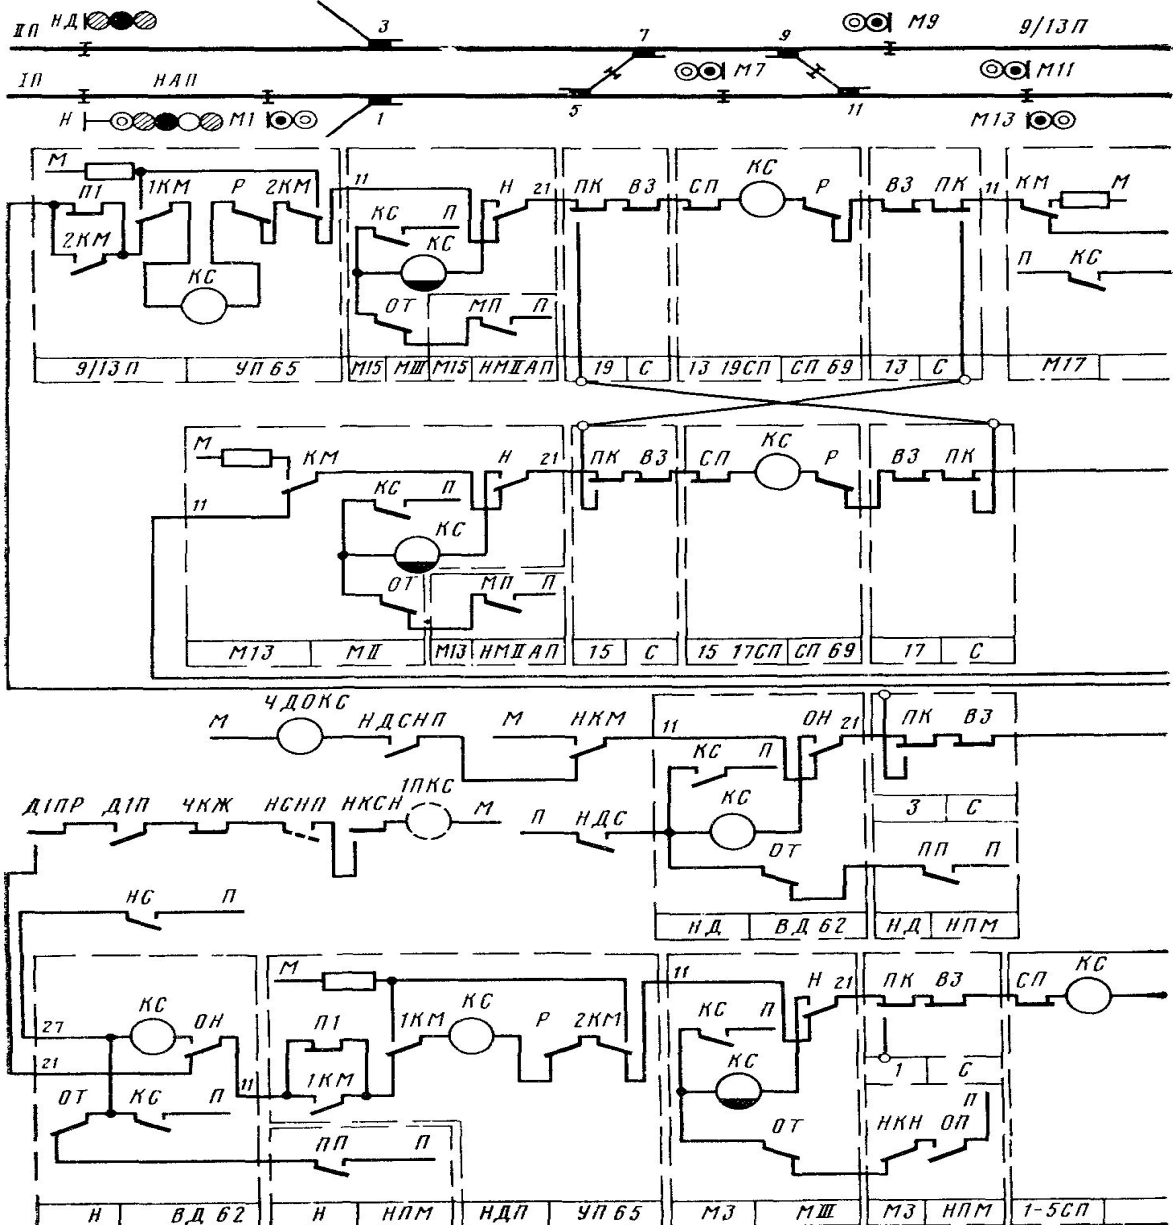 IIП НД 3 7 9 М9 9/13П
IП НАП М7 М11
Н М1 1 5 11 М13
М П1 1КМ Р 2КМ 11 КС П Н 21 ПК ВЗ СП КС Р ВЗ ПК 11 КМ М
2КМ КС КС П КС
ОТ МП П
9/13П УП65 М15 МIII М15 НМIIАП 19 С 13 19СП СП69 13 С М17
М КМ Н 21 ПК ВЗ СП КС Р ВЗ ПК
11 КС П
КС
ОТ МП П
М13 МII М13 НМIIАП 15 С 15 17СП СП69 17 С
ЧДОКС
М НДСНП М НКМ 11 ОН 21 ПК ВЗ
КС П
Д1ПР Д1П ЧКЖ НСНП НКСН 1ПКС М П НДС КС 3 С
ОТ ПП П
НС П
НД ВД62 НД НПМ
М 11 Н 21 ПК ВЗ СП КС
27 КС ОН П1 1КМ КС Р 2КМ КС П
21 11 1КМ КС 1 С
ОТ КС П ОТ НКН ОП П
ПП П
Н ВД62 Н НПМ НДП УП65 М3 МIII М3 НПМ 1-5СП